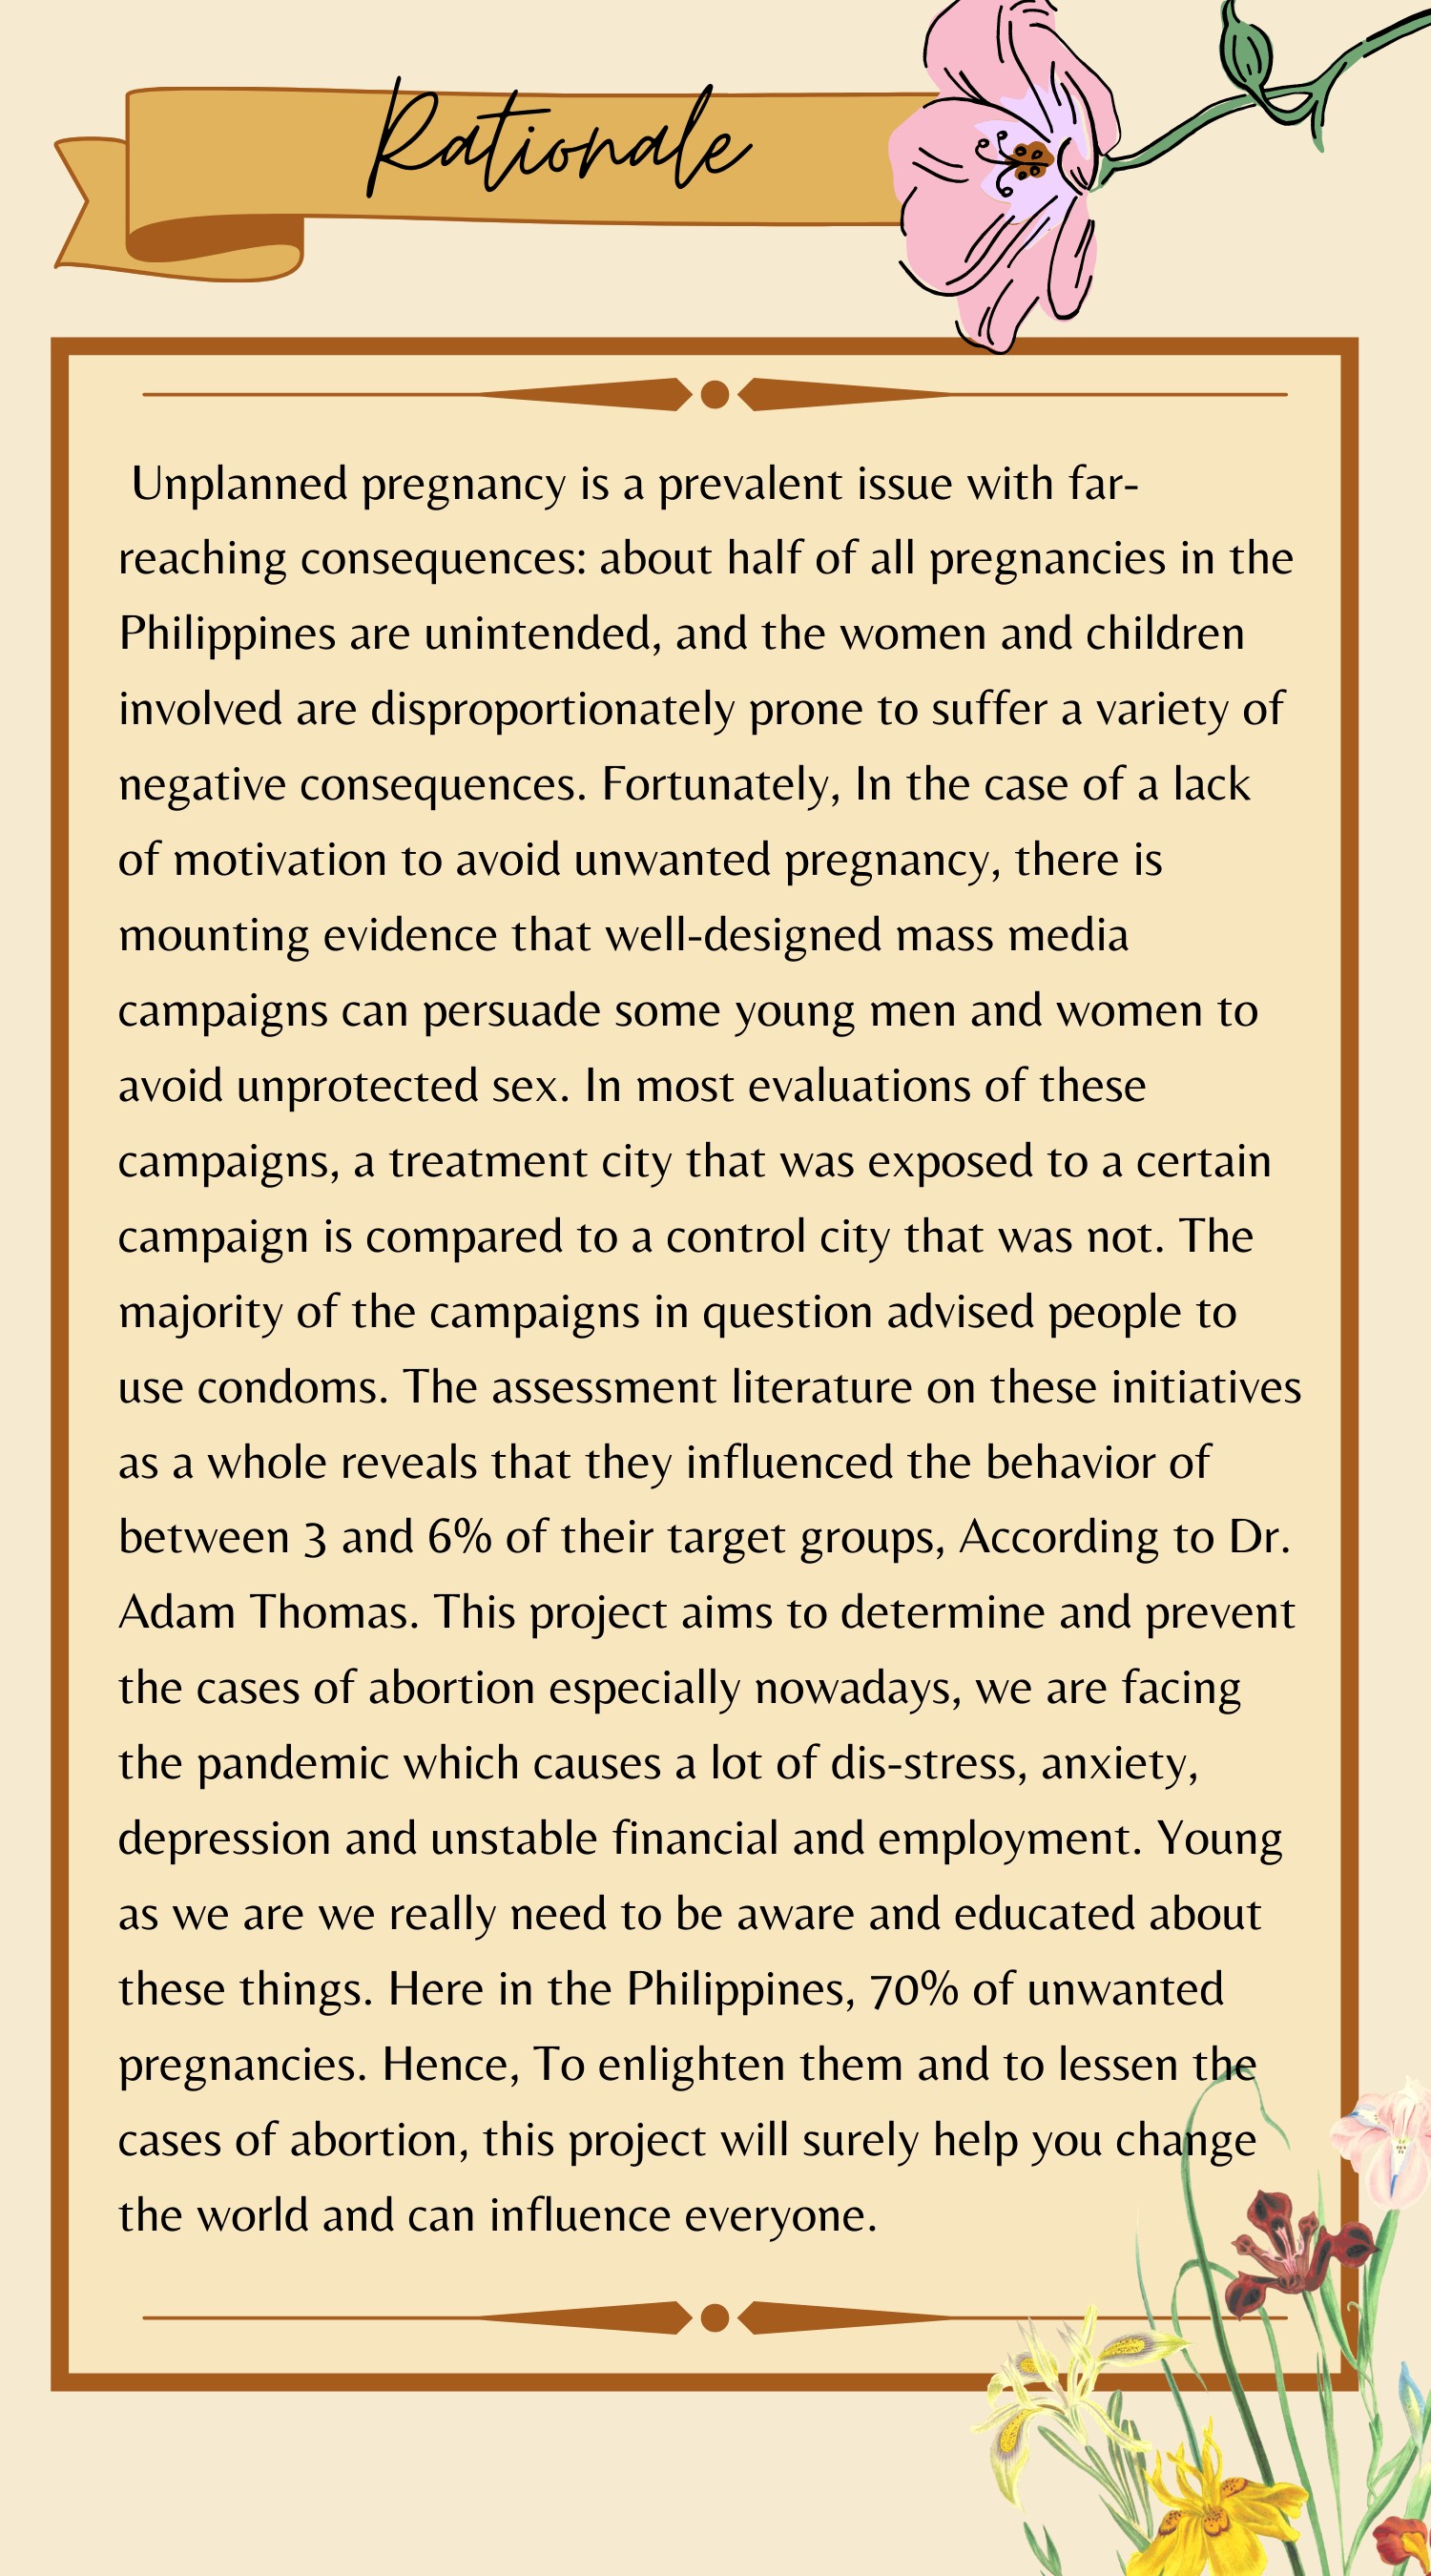 Rationale
Unplanned pregnancy is a prevalent issue with far-
reaching consequences: about half of all pregnancies in the
Philippines are unintended, and the women and children
involved are disproportionately prone to suffer a variety of
negative consequences. Fortunately, In the case of a lack
of motivation to avoid unwanted pregnancy, there is
mounting evidence that well-designed mass media
campaigns can persuade some young men and women to
avoid unprotected sex. In most evaluations of these
campaigns, a treatment city that was exposed to a certain
campaign is compared to a control city that was not. The
majority of the campaigns in question advised people to
use condoms. The assessment literature on these initiatives
as a whole reveals that they influenced the behavior of
between 3 and 6% of their target groups, According to Dr.
Adam Thomas. This project aims to determine and prevent
the cases of abortion especially nowadays, we are facing
the pandemic which causes a lot of dis-stress, anxiety,
depression and unstable financial and employment. Young
as we are we really need to be aware and educated about
these things. Here in the Philippines, 70% of unwanted
pregnancies. Hence, To enlighten them and to lessen the
cases of abortion, this project will surely help you change
the world and can influence everyone.